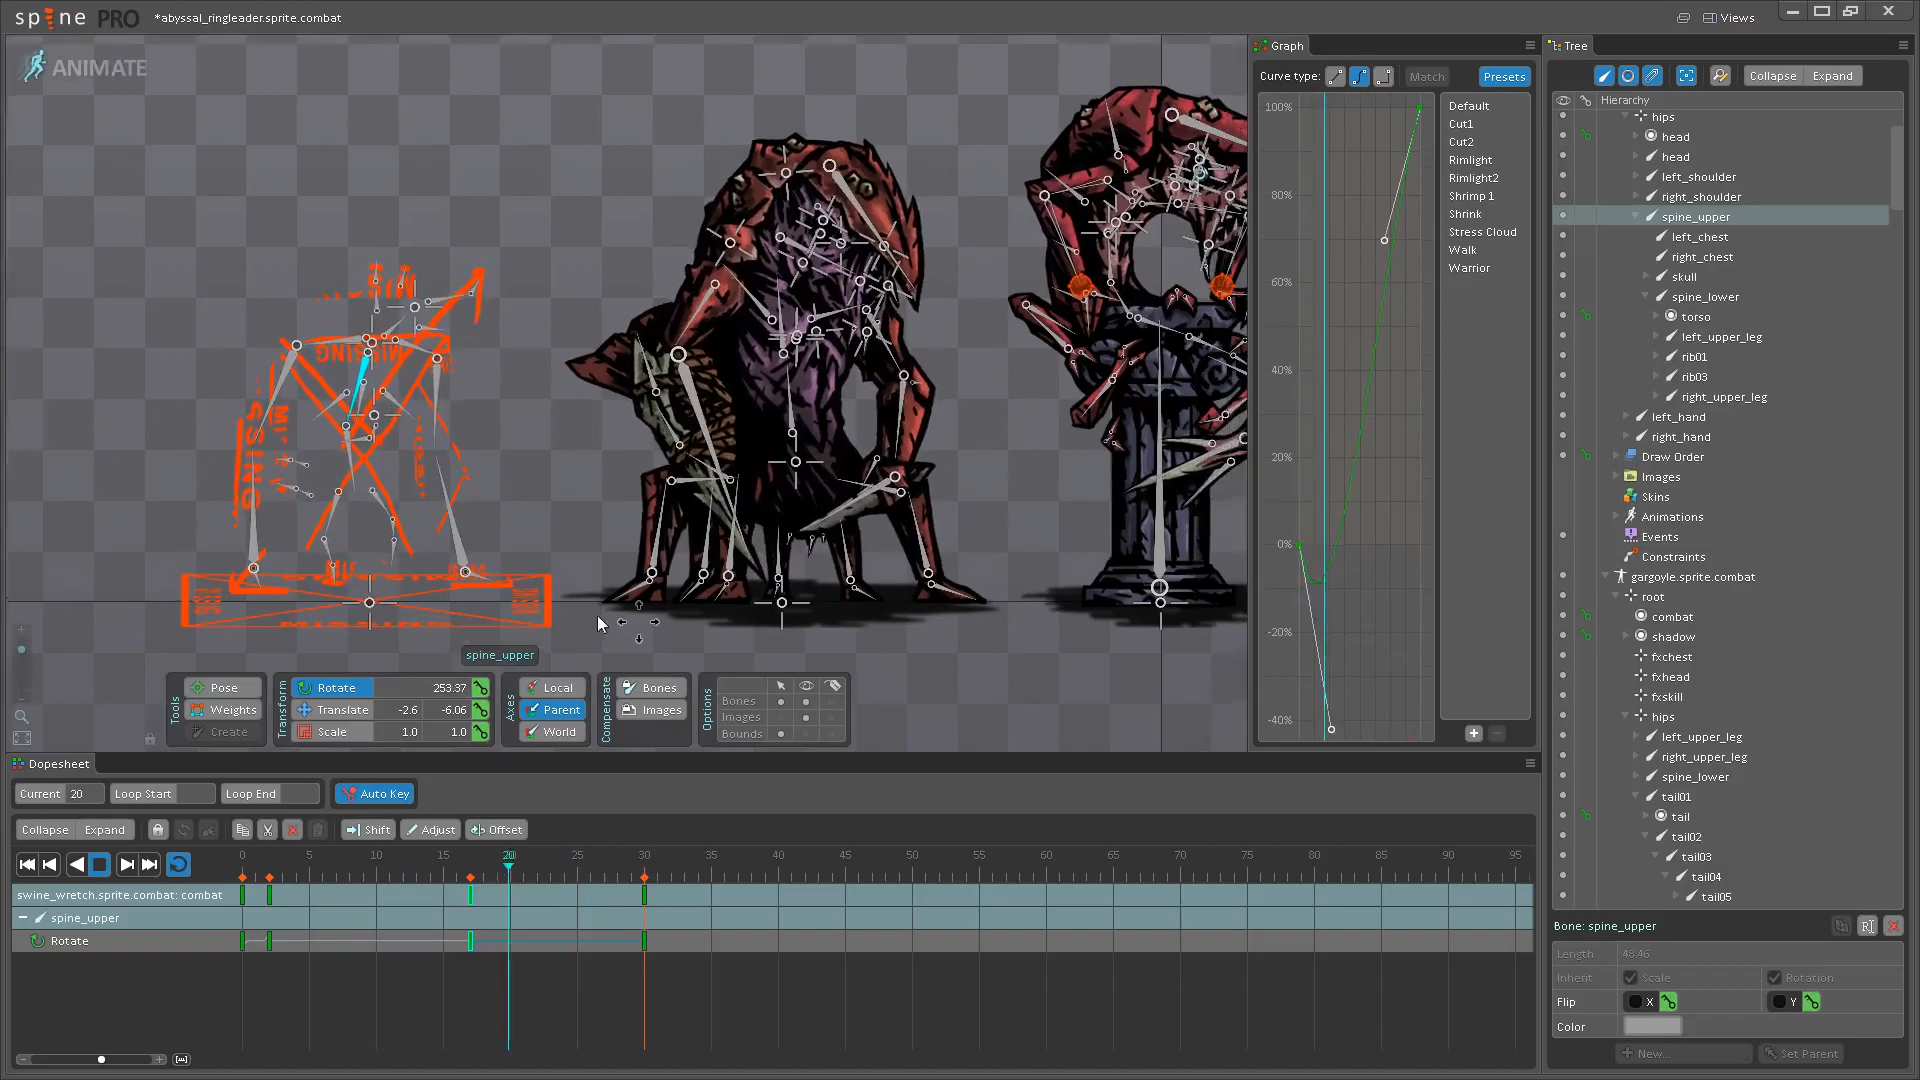 spine PRO
*abyssal_ringleader.sprite.combat
Views
ANIMATE
MISSING
MISSING
spine_upper
Tools
Pose
Weights
Create
Transform
Rotate 253.37
Translate -2.6 -6.06
Scale 1.0 1.0
Axes
Local
Parent
World
Compensate
Bones
Images
Options
Bones
Images
Bounds
Graph
Curve type:
Match
Presets
100%
80%
60%
40%
20%
0%
-20%
-40%
Default
Cut1
Cut2
Rimlight
Rimlight2
Shrimp 1
Shrink
Stress Cloud
Walk
Warrior
Tree
Collapse
Expand
Hierarchy
hips
head
head
left_shoulder
right_shoulder
spine_upper
left_chest
right_chest
skull
spine_lower
torso
left_upper_leg
rib01
rib03
right_upper_leg
left_hand
right_hand
Draw Order
Images
Skins
Animations
Events
Constraints
gargoyle.sprite.combat
root
combat
shadow
fxchest
fxhead
fxskill
hips
left_upper_leg
right_upper_leg
spine_lower
tail01
tail
tail02
tail03
tail04
tail05
Bone: spine_upper
Length 48.46
Inherit Scale Rotation
Flip X Y
Color
New...
Set Parent
Dopesheet
Current 20
Loop Start
Loop End
Auto Key
Collapse
Expand
Shift
Adjust
Offset
0 5 10 15 20 25 30 35 40 45 50 55 60 65 70 75 80 85 90 95
swine_wretch.sprite.combat: combat
spine_upper
Rotate